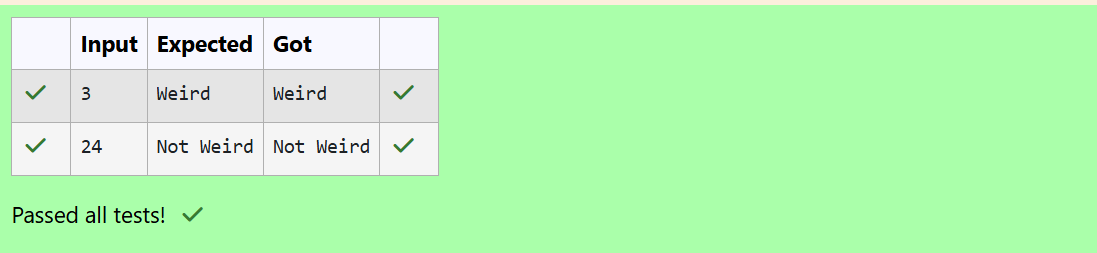 Input Expected Got
3 Weird Weird
24 Not Weird Not Weird
Passed all tests!